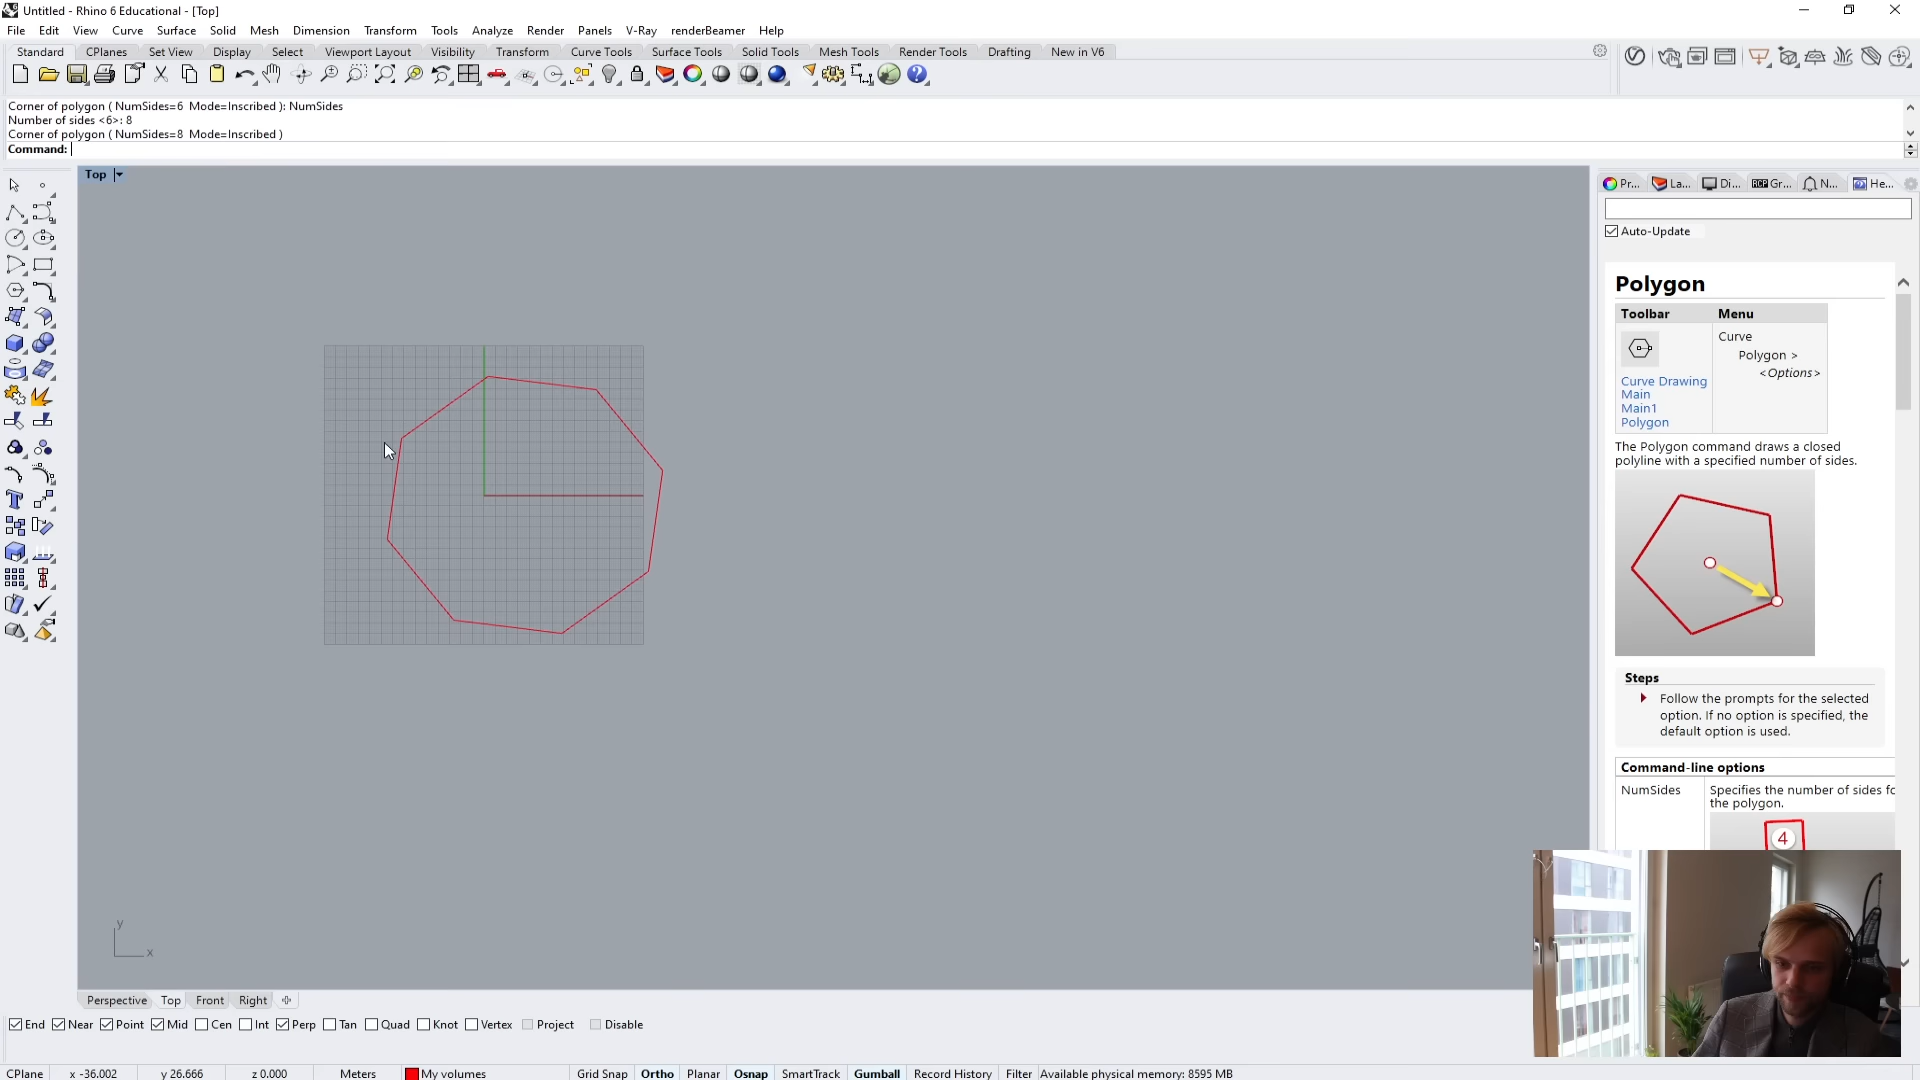 Untitled - Rhino 6 Educational - [Top]
File Edit View Curve Surface Solid Mesh Dimension Transform Tools Analyze Render Panels V-Ray renderBeamer Help
Standard CPlanes Set View Display Select Viewport Layout Visibility Transform Curve Tools Surface Tools Solid Tools Mesh Tools Render Tools Drafting New in V6
Corner of polygon ( NumSides=6 Mode=Inscribed ): NumSides
Number of sides <6>: 8
Corner of polygon ( NumSides=8 Mode=Inscribed )
Command:
Top
Pr... La... Di... RCP Gr... N... He...
Auto-Update
Polygon
Toolbar Menu
Curve
Polygon >
<Options>
Curve Drawing
Main
Main1
Polygon
The Polygon command draws a closed
polyline with a specified number of sides.
Steps
Follow the prompts for the selected
option. If no option is specified, the
default option is used.
Command-line options
NumSides Specifies the number of sides fo
the polygon.
4
y
x
Perspective Top Front Right
End Near Point Mid Cen Int Perp Tan Quad Knot Vertex Project Disable
CPlane x -36.002 y 26.666 z 0.000 Meters My volumes Grid Snap Ortho Planar Osnap SmartTrack Gumball Record History Filter Available physical memory: 8595 MB